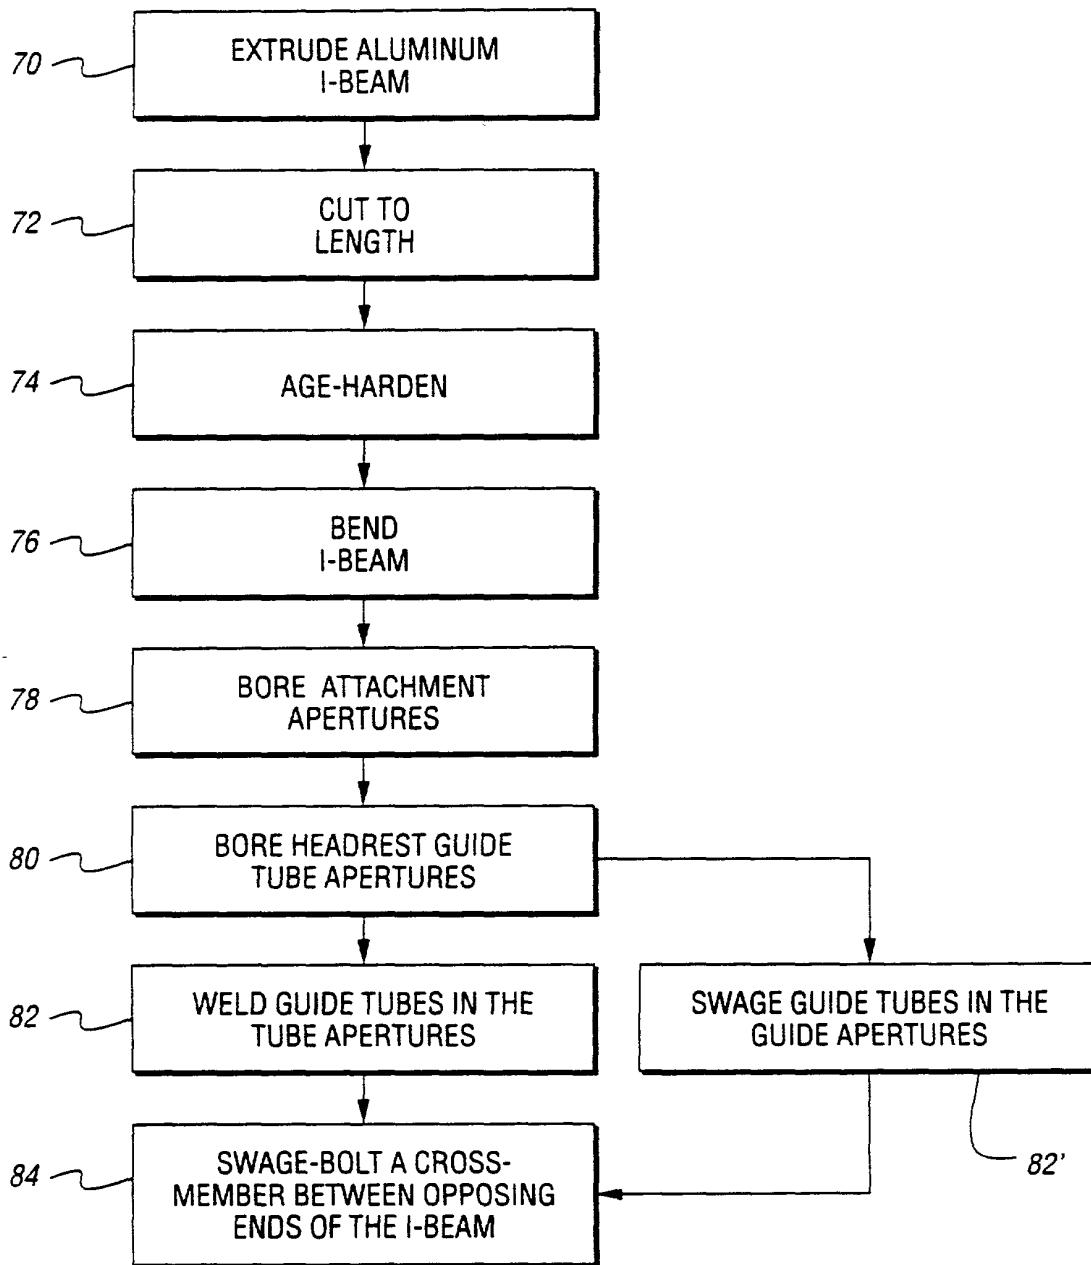 70
EXTRUDE ALUMINUM
I-BEAM
72
CUT TO
LENGTH
74
AGE-HARDEN
76
BEND
I-BEAM
78
BORE ATTACHMENT
APERTURES
80
BORE HEADREST GUIDE
TUBE APERTURES
82
WELD GUIDE TUBES IN THE
TUBE APERTURES
SWAGE GUIDE TUBES IN THE
GUIDE APERTURES
82'
84
SWAGE-BOLT A CROSS-
MEMBER BETWEEN OPPOSING
ENDS OF THE I-BEAM